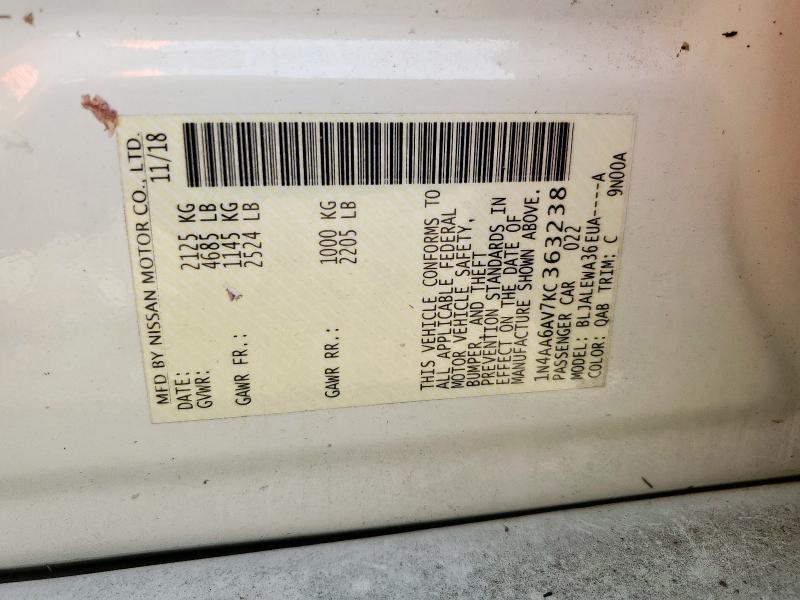 MFD BY NISSAN MOTOR CO., LTD.
DATE: 11/18
GVWR: 2125 KG
4685 LB
GAWR FR.: 1145 KG
2524 LB
GAWR RR.: 1000 KG
2205 LB
THIS VEHICLE CONFORMS TO
ALL APPLICABLE FEDERAL
MOTOR VEHICLE SAFETY,
BUMPER, AND THEFT
PREVENTION STANDARDS IN
EFFECT ON THE DATE OF
MANUFACTURE SHOWN ABOVE.
1N4AA6AV7KC363238
PASSENGER CAR 022
MODEL: BLJALEWA36EUA----A
COLOR: QAB TRIM: C 9N00A